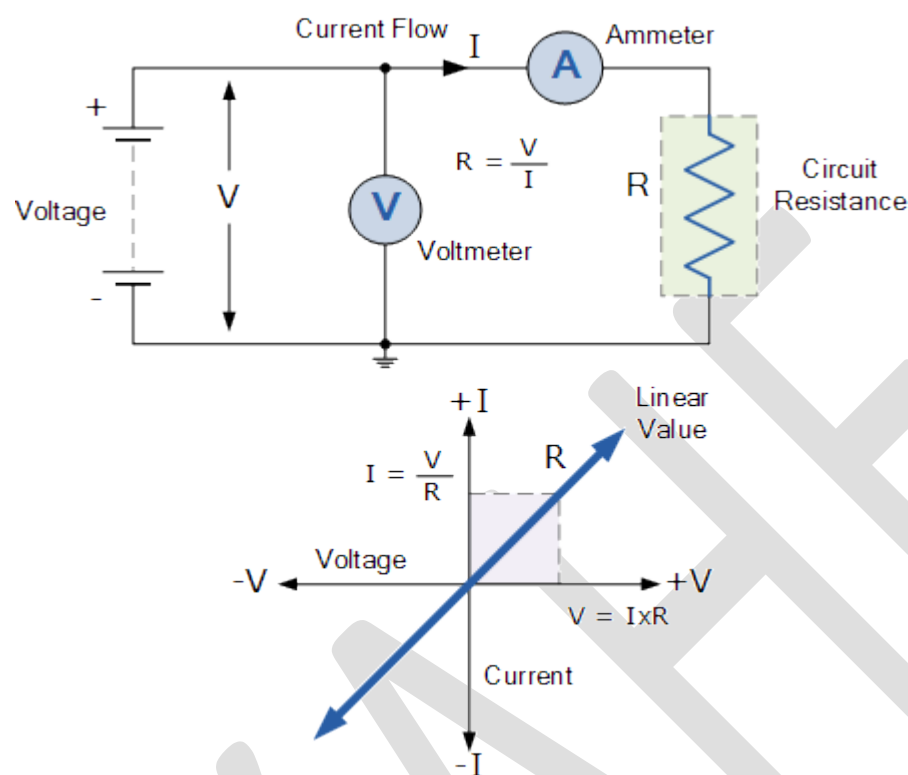 Current Flow
I
Ammeter
A
+
Voltage
-
V
R = V
I
V
Voltmeter
R
Circuit
Resistance
+I
Linear
Value
I = V
R
R
Voltage
-V
+V
V = IxR
Current
-I